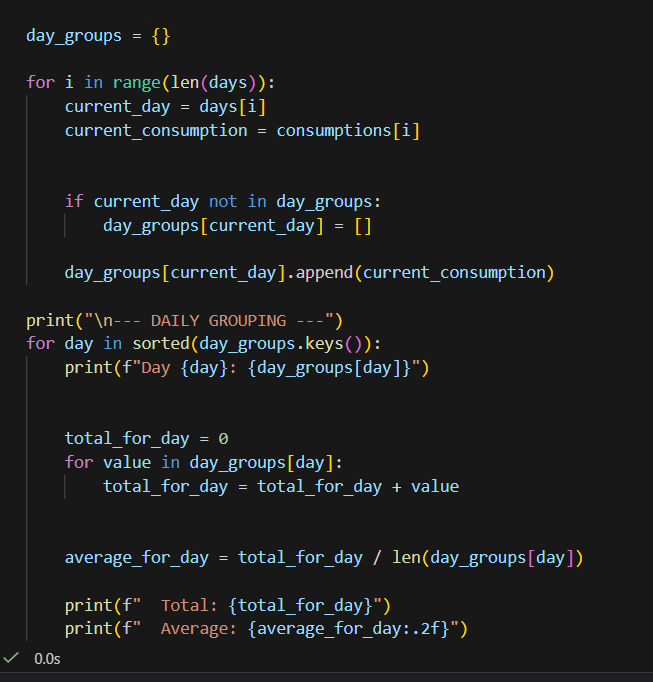 day_groups = {}
for i in range(len(days)):
    current_day = days[i]
    current_consumption = consumptions[i]
    if current_day not in day_groups:
        day_groups[current_day] = []
    day_groups[current_day].append(current_consumption)
print("\n--- DAILY GROUPING ---")
for day in sorted(day_groups.keys()):
    print(f"Day {day}: {day_groups[day]}")
    total_for_day = 0
    for value in day_groups[day]:
        total_for_day = total_for_day + value
    average_for_day = total_for_day / len(day_groups[day])
    print(f"  Total: {total_for_day}")
    print(f"  Average: {average_for_day:.2f}")
0.0s